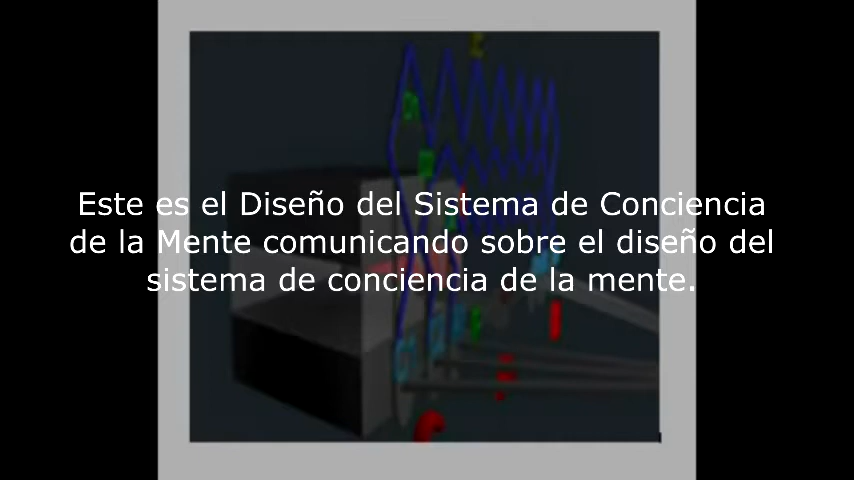 Este es el Diseño del Sistema de Conciencia
de la Mente comunicando sobre el diseño del
sistema de conciencia de la mente.